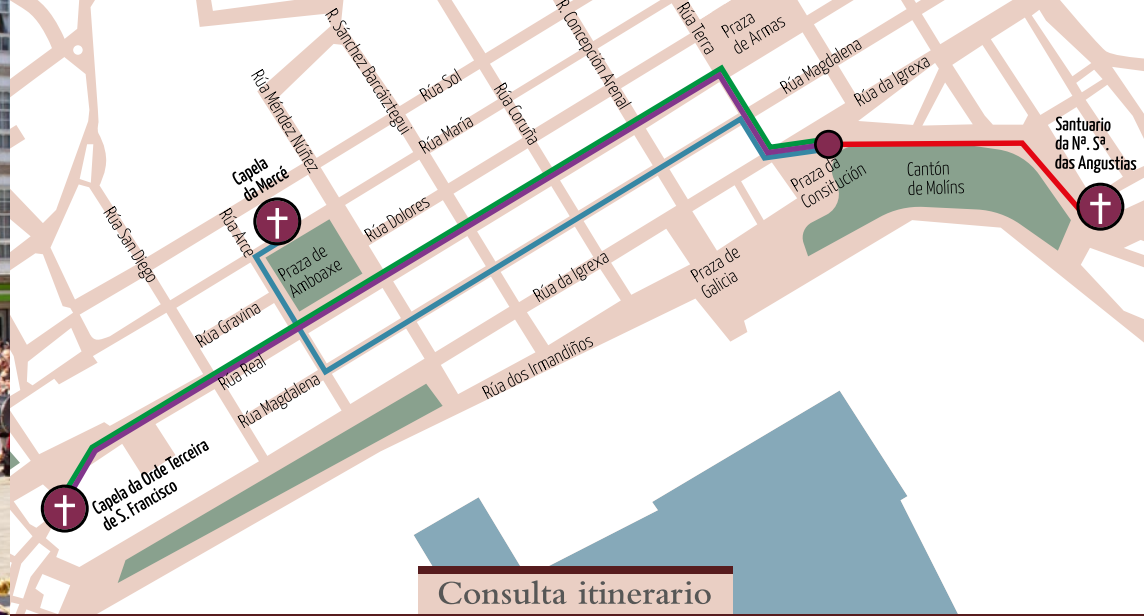 R. Sánchez Barcáiztegui
R. Concepción Arenal
Rúa Terra
Praza
de Armas
Rúa Méndez Núñez
Rúa Sol
Rúa María
Rúa Coruña
Rúa Magdalena
Rúa da Igrexa
Santuario
da Nª. Sª.
das Angustias
Capela
da Mercé
Rúa Arce
Rúa Dolores
Praza da
Consitución
Cantón
de Molíns
Rúa San Diego
Praza de
Amboaxe
Rúa da Igrexa
Praza de
Galicia
Rúa Gravina
Rúa Real
Rúa Magdalena
Rúa dos Irmandiños
Capela da Orde Terceira
de S. Francisco
Consulta itinerario